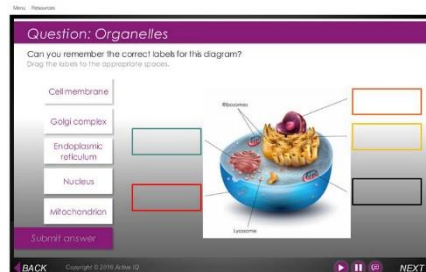 Menu Resources
Question: Organelles
Can you remember the correct labels for this diagram?
Drag the labels to the appropriate spaces.
Cell membrane
Golgi complex
Endoplasmic
reticulum
Nucleus
Mitochondrion
Submit answer
Ribosomes
Lysosome
BACK
Copyright © 2016 Active IQ
NEXT